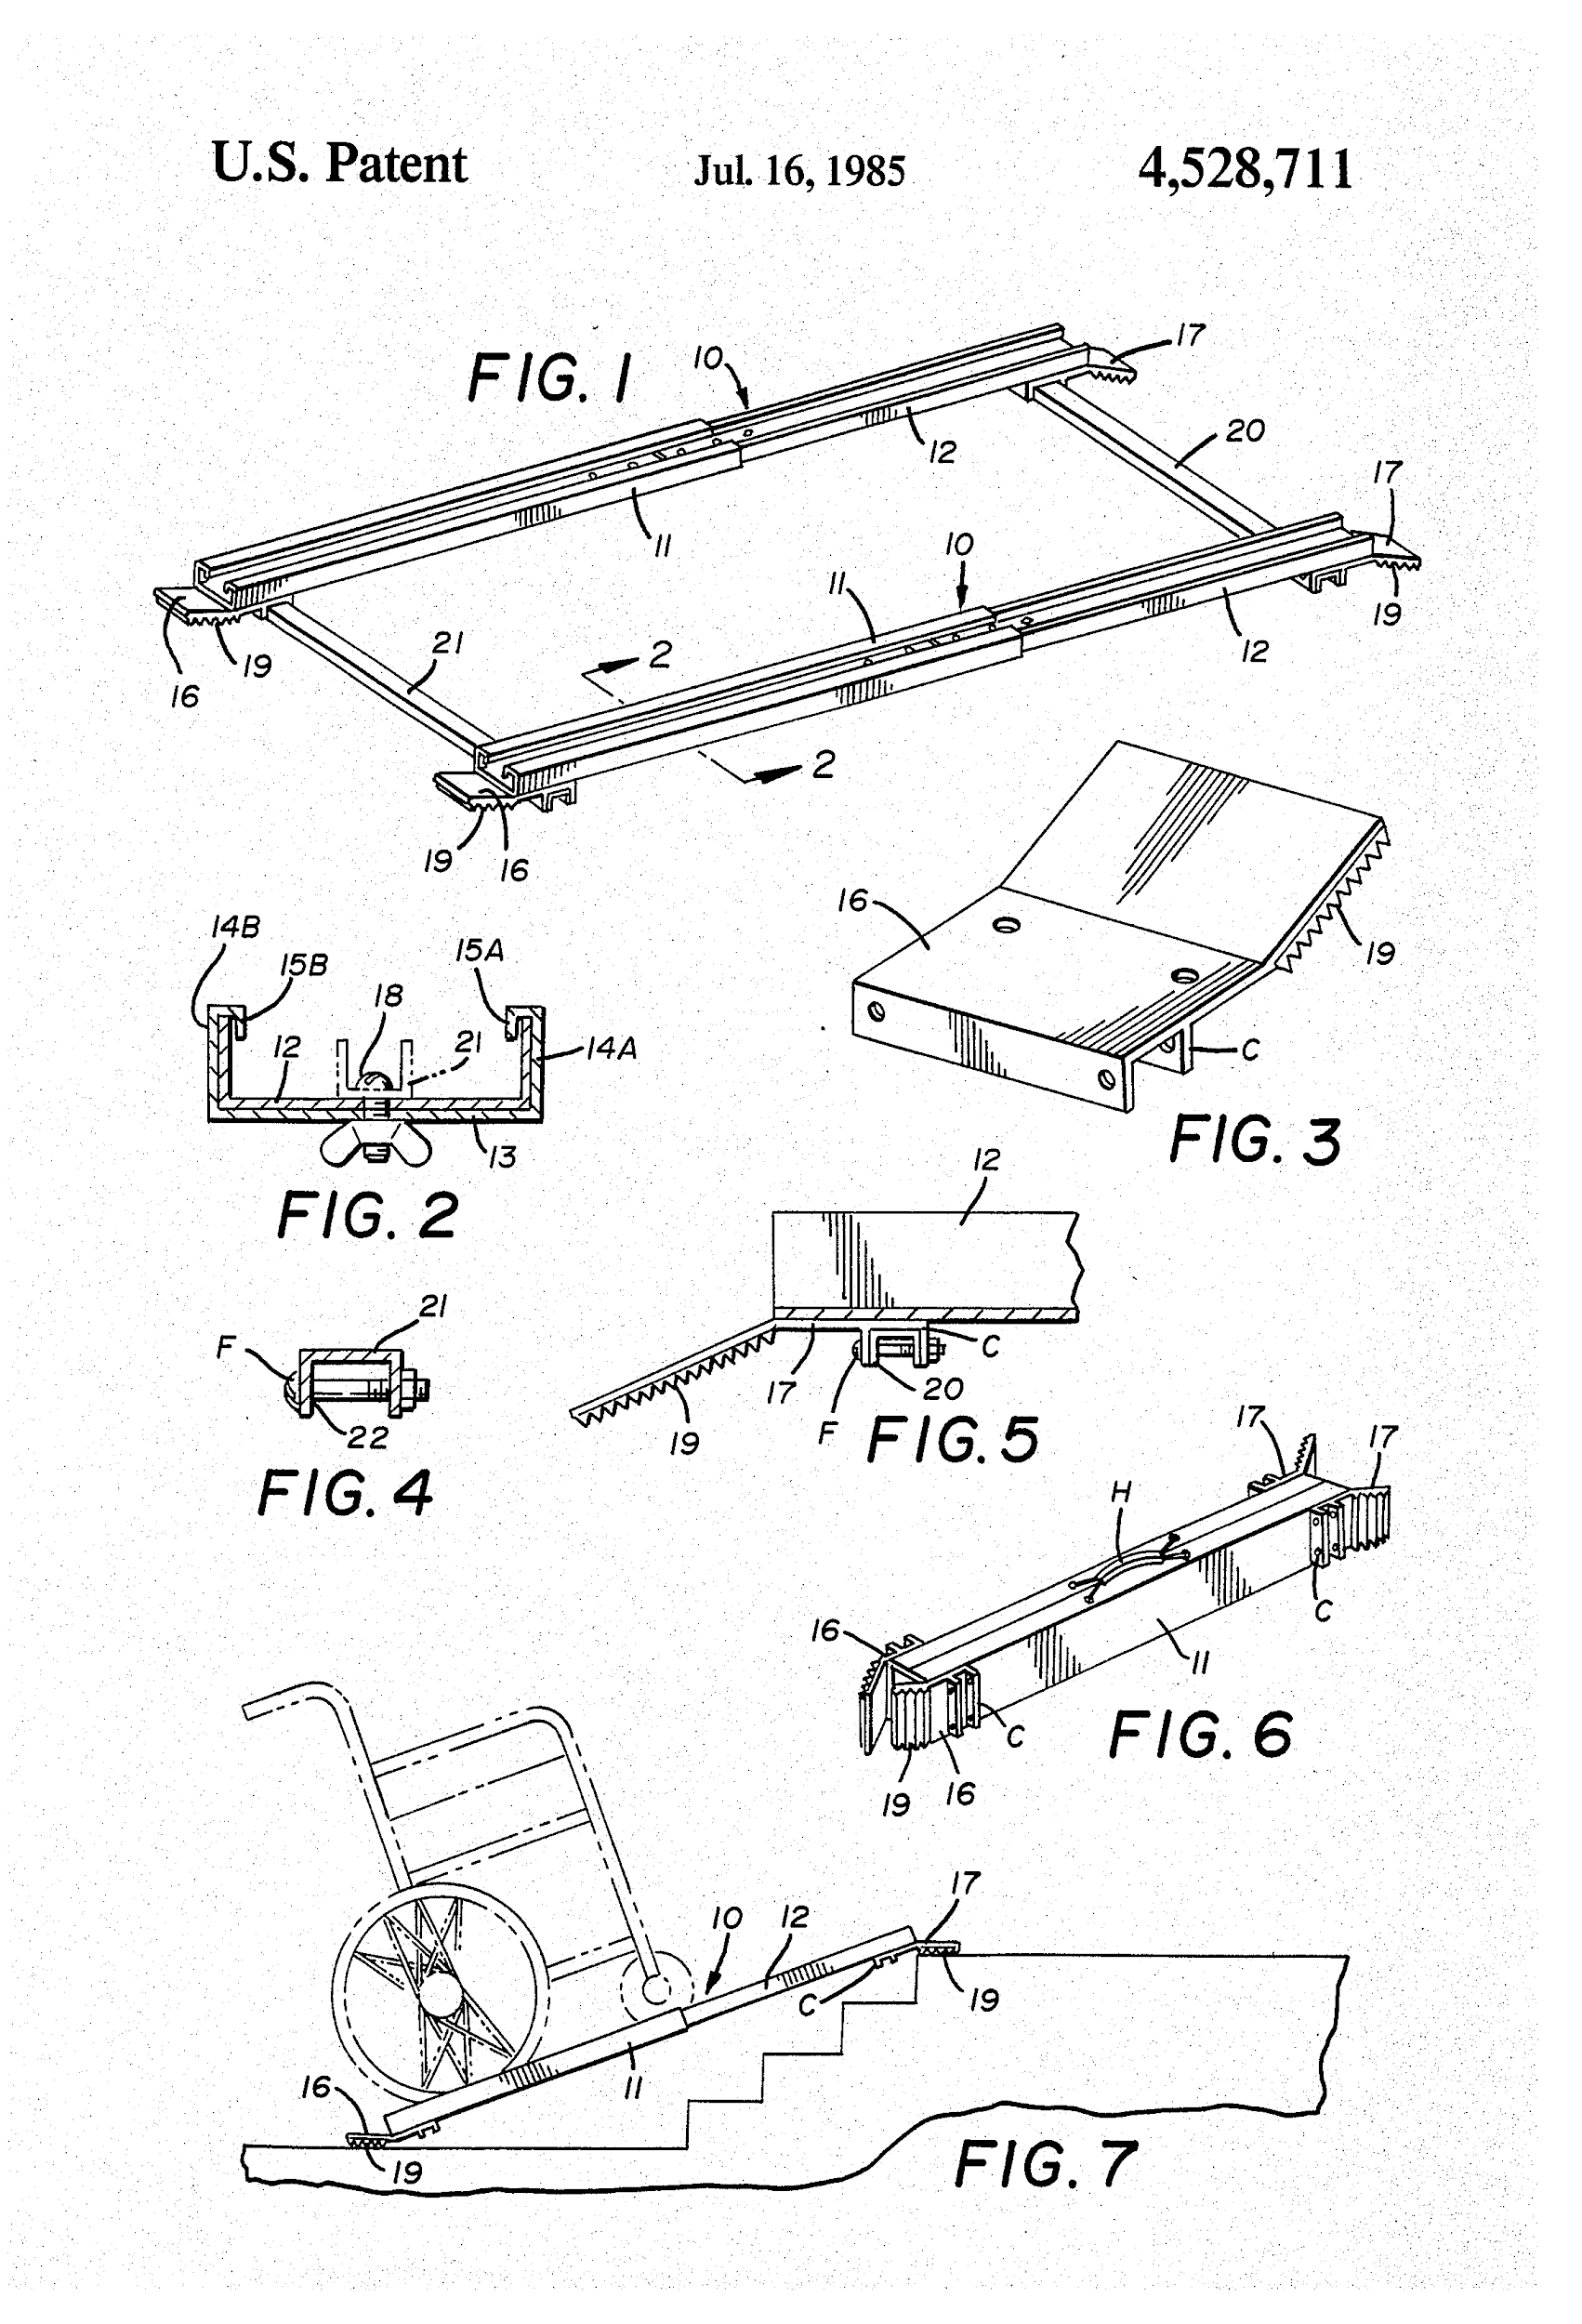 U.S. Patent Jul. 16, 1985 4,528,711
FIG. 1
10
17
12
20
17
11
10
11
19
12
16
19
21
2
2
19
16
16
19
C
FIG. 3
14B
15B
18
15A
21
14A
12
13
FIG. 2
12
21
F
22
FIG. 4
17
C
20
F
19
FIG. 5
17
17
H
16
C
11
C
19
16
FIG. 6
10
12
17
C
19
11
16
19
FIG. 7